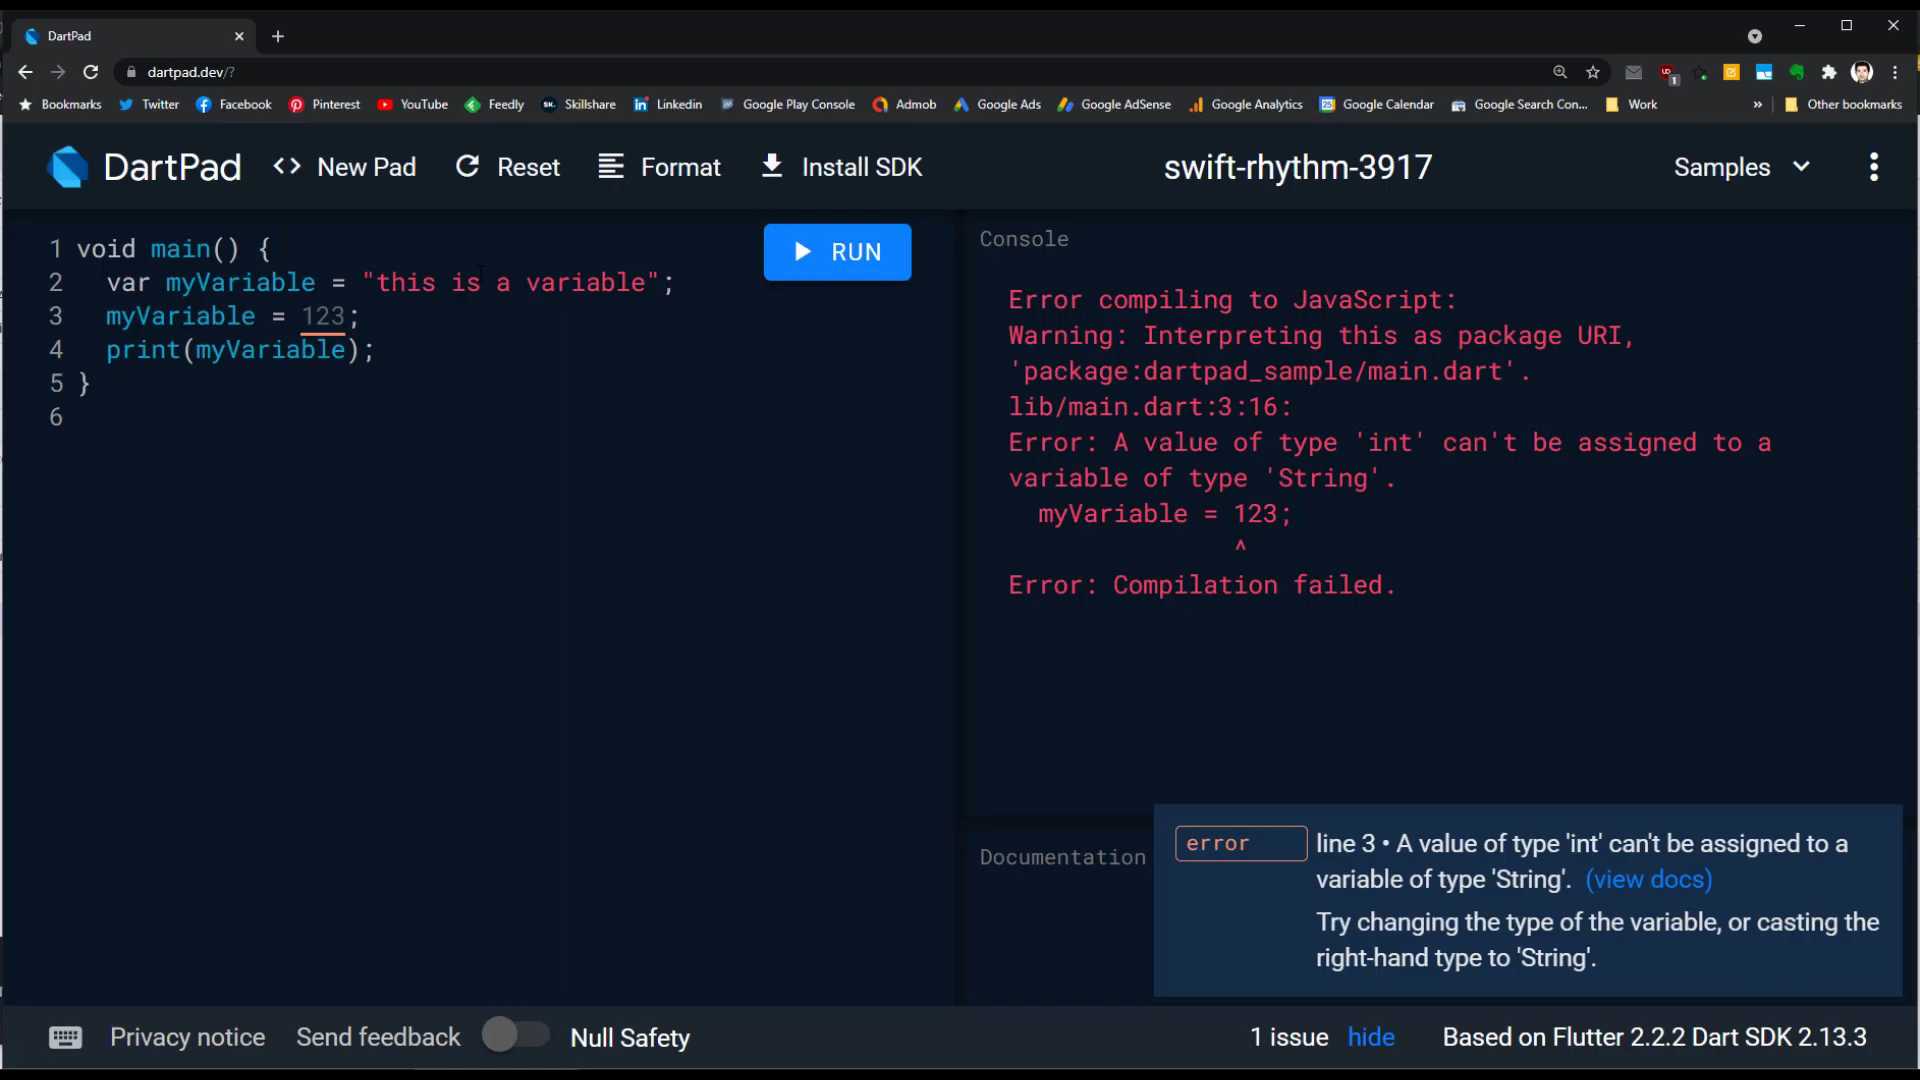 DartPad
dartpad.dev/?
Bookmarks Twitter Facebook Pinterest YouTube Feedly SK. Skillshare Linkedin Google Play Console Admob Google Ads Google AdSense Google Analytics Google Calendar Google Search Con... Work » Other bookmarks
DartPad <> New Pad Reset Format Install SDK swift-rhythm-3917 Samples
1 void main() {
2 var myVariable = "this is a variable";
3 myVariable = 123;
4 print(myVariable);
5 }
6
RUN
Console
Error compiling to JavaScript:
Warning: Interpreting this as package URI,
'package:dartpad_sample/main.dart'.
lib/main.dart:3:16:
Error: A value of type 'int' can't be assigned to a
variable of type 'String'.
myVariable = 123;
^
Error: Compilation failed.
Documentation
error line 3 • A value of type 'int' can't be assigned to a
variable of type 'String'. (view docs)
Try changing the type of the variable, or casting the
right-hand type to 'String'.
Privacy notice Send feedback Null Safety 1 issue hide Based on Flutter 2.2.2 Dart SDK 2.13.3